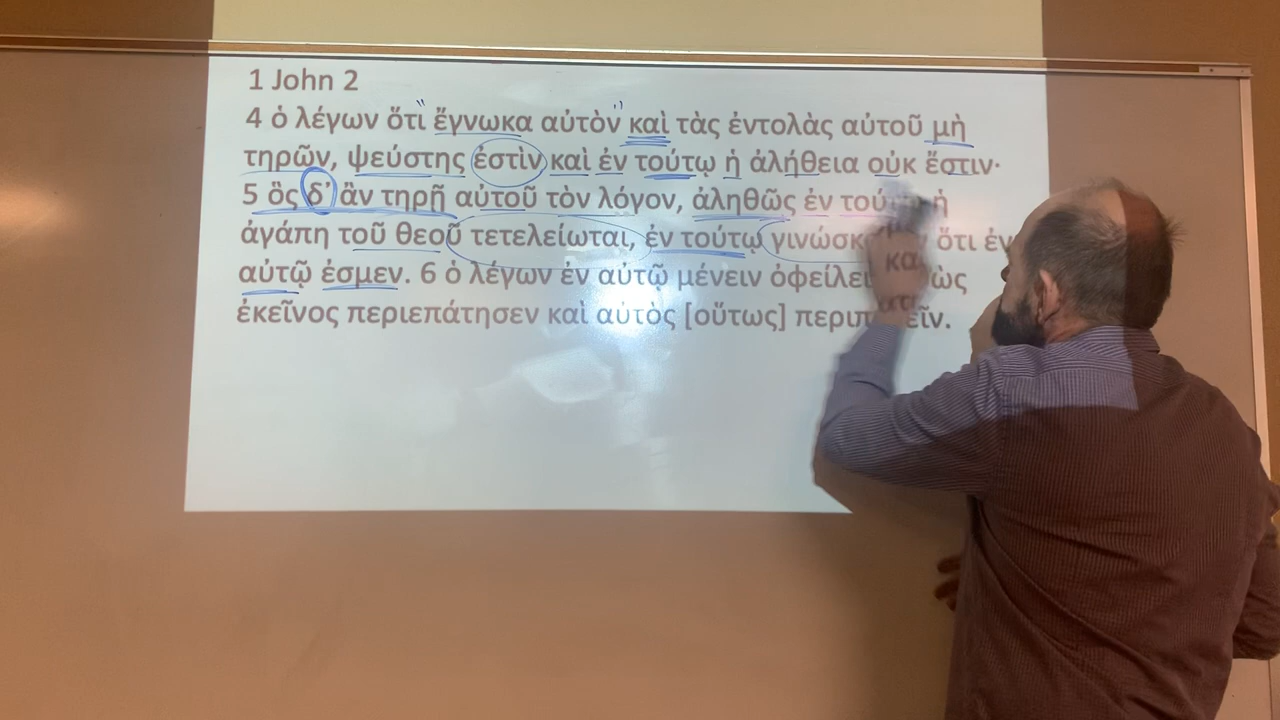 1 John 2
4 ὁ λέγων ὅτι ἔγνωκα αὐτὸν καὶ τὰς ἐντολὰς αὐτοῦ μὴ
τηρῶν, ψεύστης ἐστὶν καὶ ἐν τούτῳ ἡ ἀλήθεια οὐκ ἔστιν·
5 ὃς δ' ἂν τηρῇ αὐτοῦ τὸν λόγον, ἀληθῶς ἐν ἡ
ἀγάπη τοῦ θεοῦ τετελείωται, ἐν τούτῳ ὅτι ἐν
αὐτῷ ἐσμεν. 6 ὁ λέγων ἐν αὐτῷ μένειν
ἐκεῖνος περιεπάτησεν καὶ αὐτὸς [οὕτως]